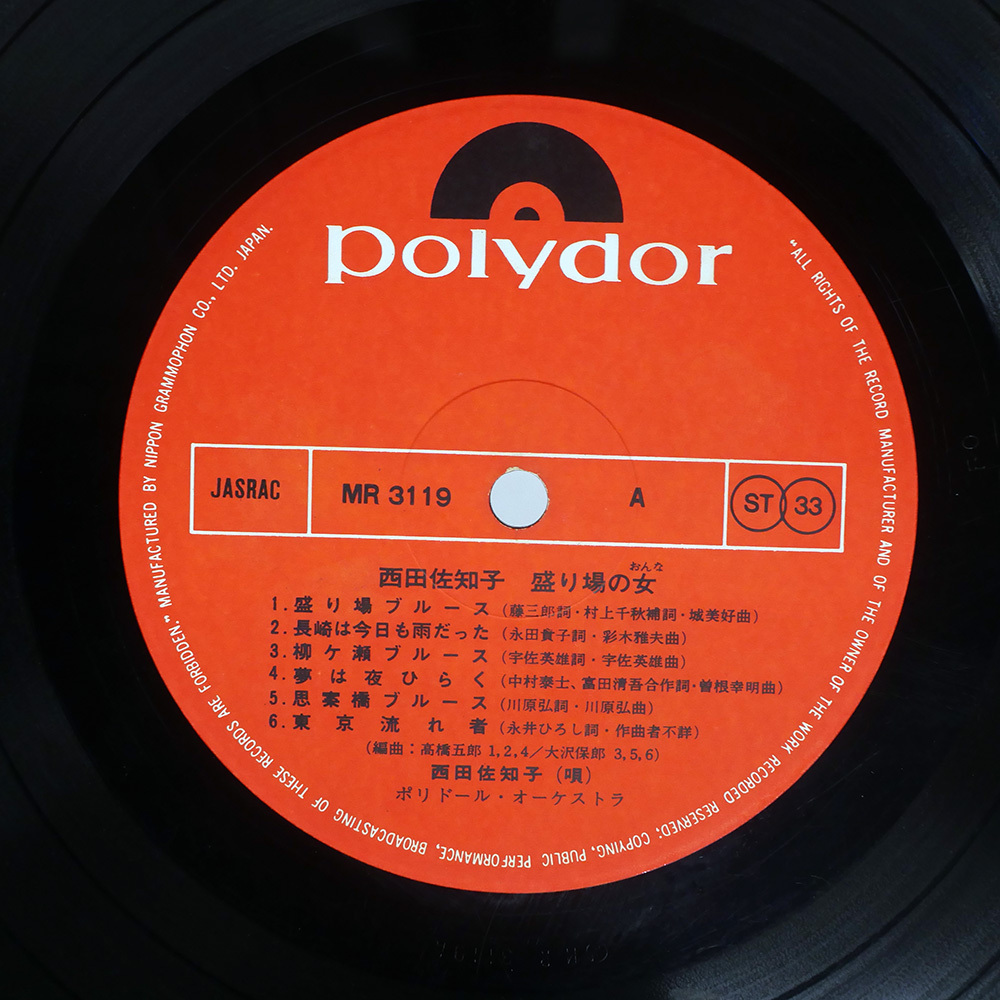 polydor
"ALL RIGHTS OF THE RECORD MANUFACTURER AND OF THE OWNER OF THE WORK RECORDED RESERVED; COPYING, PUBLIC PERFORMANCE, BROADCASTING OF THESE RECORDS ARE FORBIDDEN." MANUFACTURED BY NIPPON GRAMMOPHON CO., LTD. JAPAN.
JASRAC MR 3119 A ST 33
西田佐知子 盛り場の女
おんな
1. 盛り場ブルース (藤三郎詞・村上千秋補詞・城美好曲)
2. 長崎は今日も雨だった (永田貴子詞・彩木雅夫曲)
3. 柳ケ瀬ブルース (宇佐英雄詞・宇佐英雄曲)
4. 夢は夜ひらく (中村泰士、富田清吾合作詞・曽根幸明曲)
5. 思案橋ブルース (川原弘詞・川原弘曲)
6. 東京流れ者 (永井ひろし詞・作曲者不詳)
(編曲:高橋五郎 1,2,4/大沢保郎 3,5,6)
西田佐知子 (唄)
ポリドール・オーケストラ